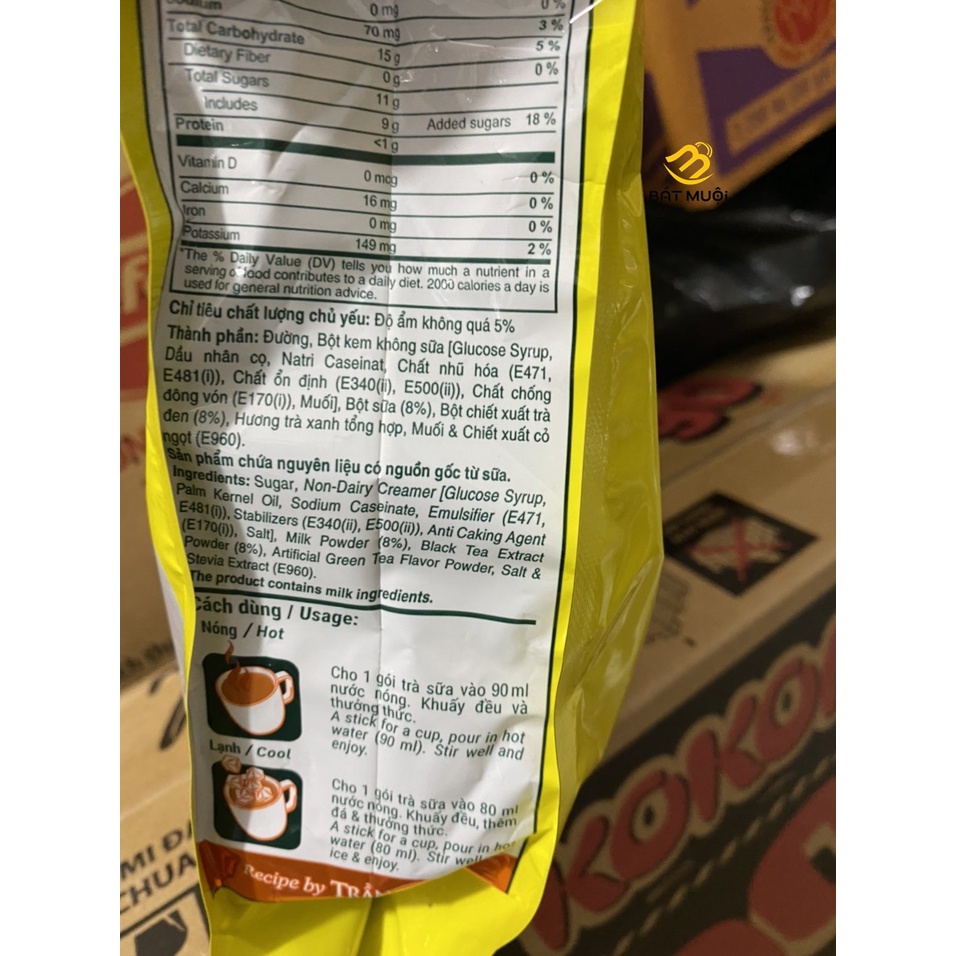 0 mg 0 %
Total Carbohydrate 70 mg 3 %
Dietary Fiber 15 g 5 %
Total Sugars 0 g 0 %
Includes 11 g
Protein 9 g Added sugars 18 %
<1 g
Vitamin D 0 mcg 0 %
Calcium 16 mg 0 %
Iron 0 mg 0 %
Potassium 149 mg 2 %
*The % Daily Value (DV) tells you how much a nutrient in a
serving of food contributes to a daily diet. 2000 calories a day is
used for general nutrition advice.
Chỉ tiêu chất lượng chủ yếu: Độ ẩm không quá 5%
Thành phần: Đường, Bột kem không sữa [Glucose Syrup,
Dầu nhân cọ, Natri Caseinat, Chất nhũ hóa (E471,
E481(i)), Chất ổn định (E340(ii), E500(ii)), Chất chống
đông vón (E170(i)), Muối], Bột sữa (8%), Bột chiết xuất trà
đen (8%), Hương trà xanh tổng hợp, Muối & Chiết xuất cỏ
ngọt (E960).
Sản phẩm chứa nguyên liệu có nguồn gốc từ sữa.
Ingredients: Sugar, Non-Dairy Creamer [Glucose Syrup,
Palm Kernel Oil, Sodium Caseinate, Emulsifier (E471,
E481(i)), Stabilizers (E340(ii), E500(ii)), Anti Caking Agent
(E170(i)), Salt], Milk Powder (8%), Black Tea Extract
Powder (8%), Artificial Green Tea Flavor Powder, Salt &
Stevia Extract (E960).
The product contains milk ingredients.
Cách dùng / Usage:
Nóng / Hot
Cho 1 gói trà sữa vào 90 ml
nước nóng. Khuấy đều và
thưởng thức.
A stick for a cup, pour in hot
water (90 ml). Stir well and
enjoy.
Lạnh / Cool
Cho 1 gói trà sữa vào 80 ml
nước nóng. Khuấy đều, thêm
đá & thưởng thức.
A stick for a cup, pour in hot
water (80 ml). Stir well
ice & enjoy.
Recipe by
BÁT MUÔi
KOKO
MI
CHUA